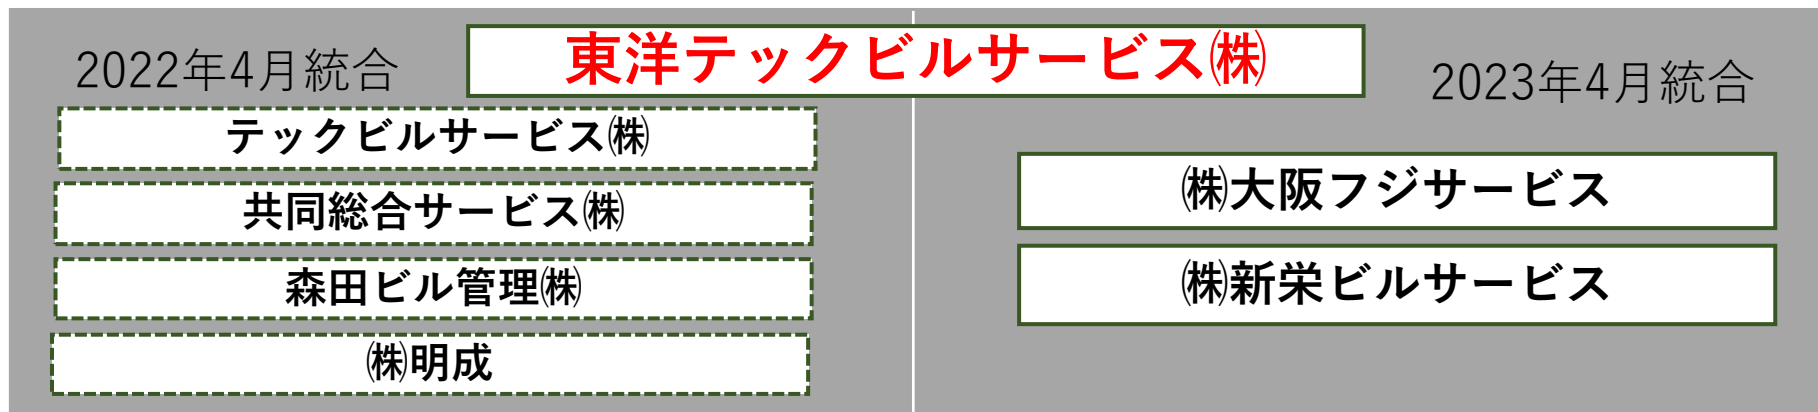 東洋テックビルサービス㈱
2022年4月統合
テックビルサービス㈱
共同総合サービス㈱
森田ビル管理㈱
㈱明成
2023年4月統合
㈱大阪フジサービス
㈱新栄ビルサービス